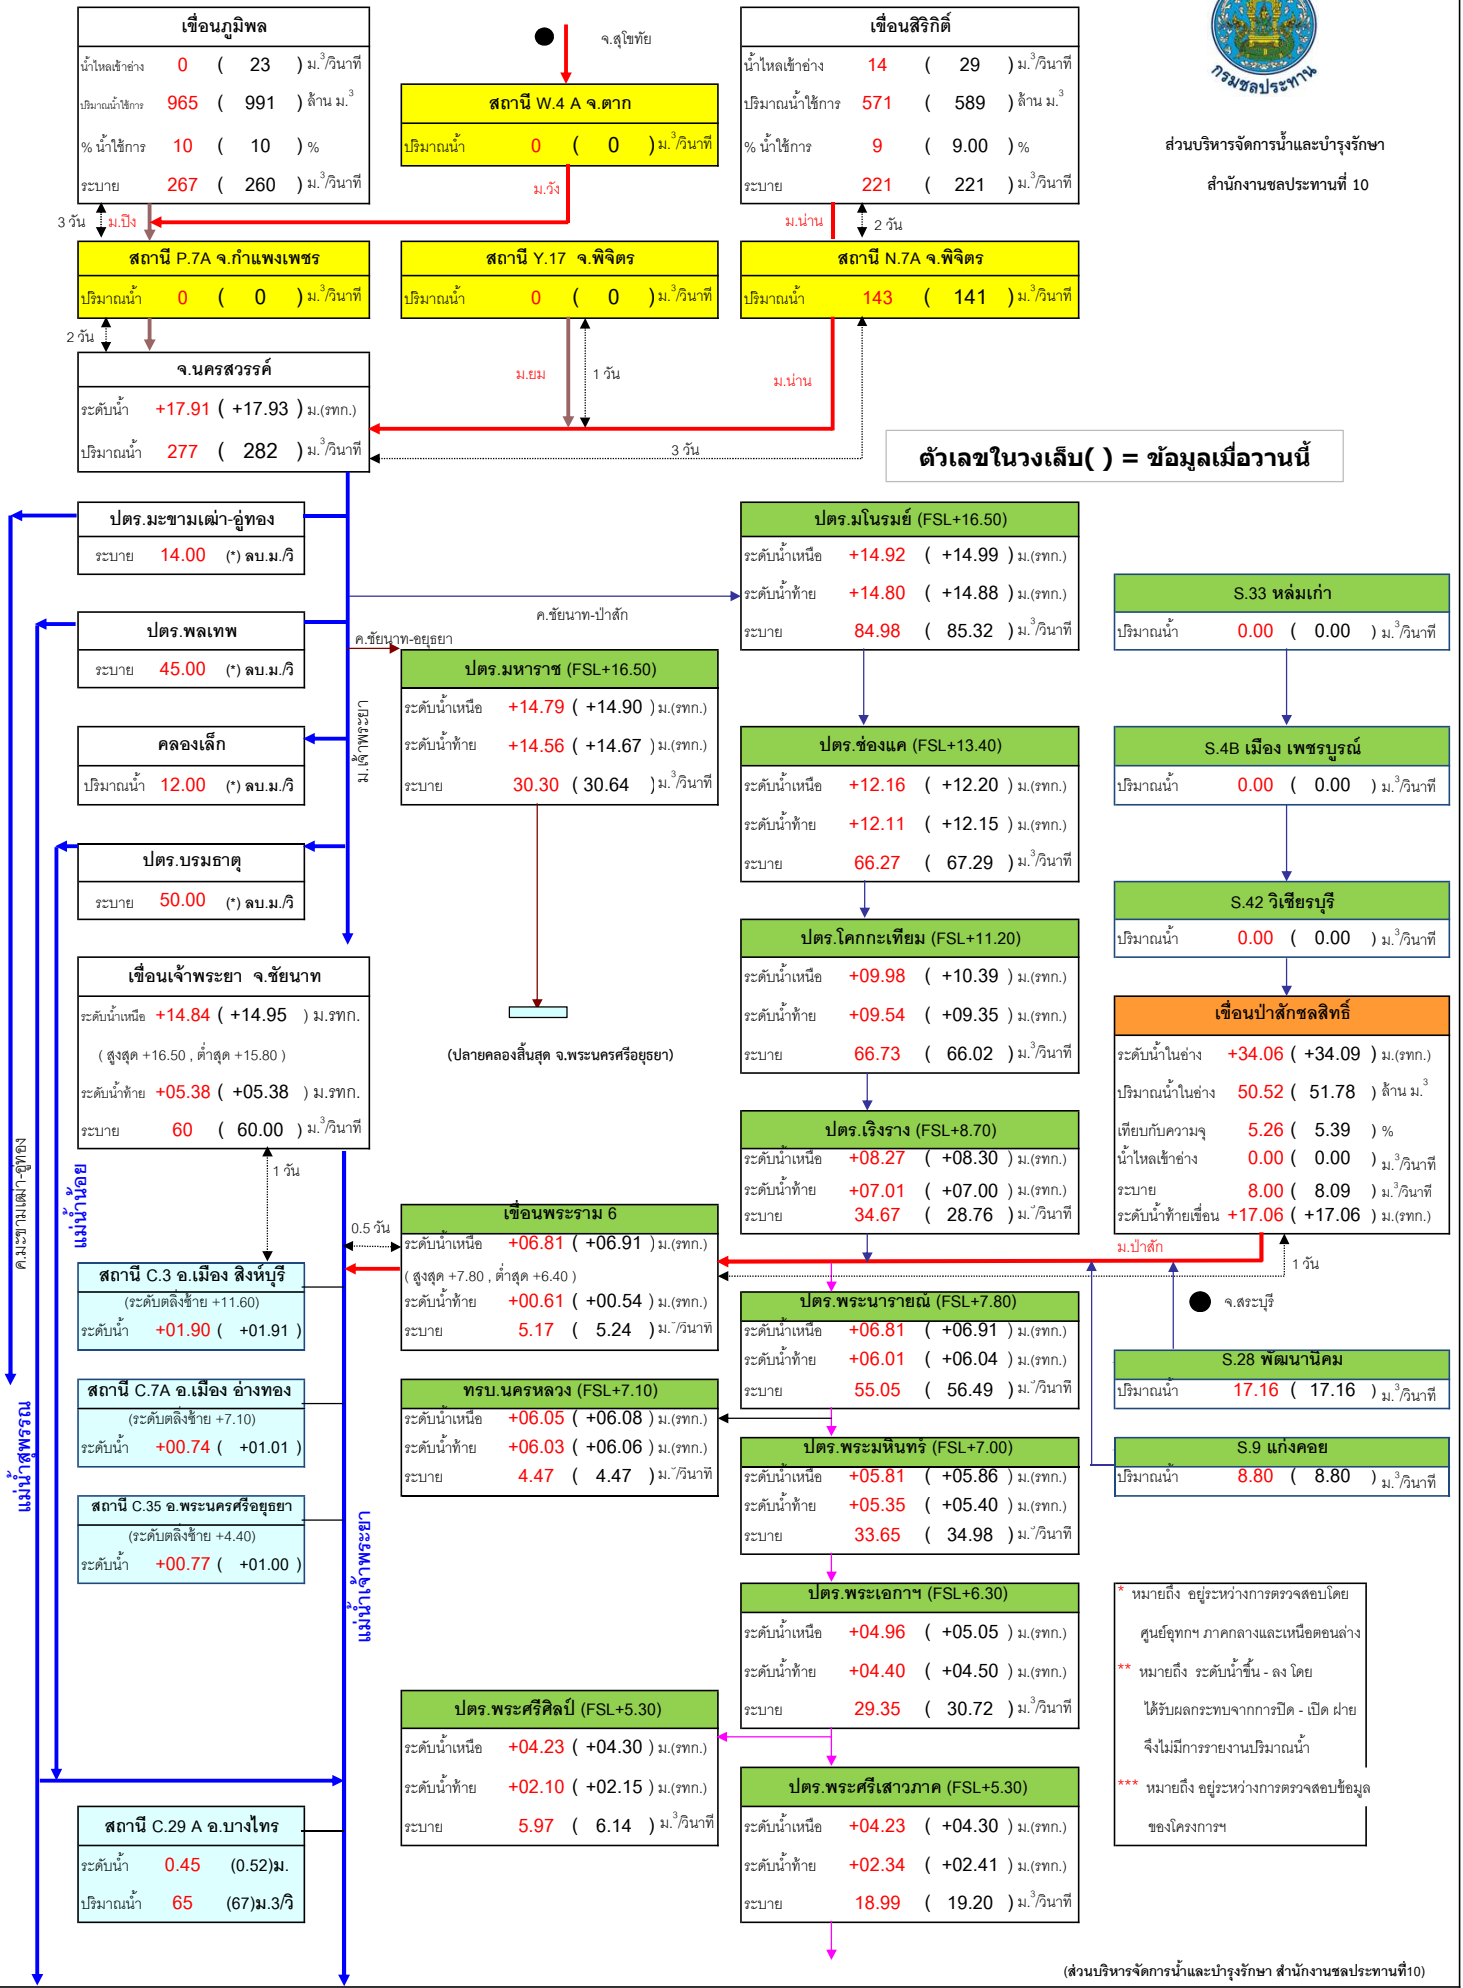 เขื่อนภูมิพล
น้ำไหลเข้าอ่าง 0 ( 23 ) ม.³/วินาที
ปริมาณน้ำใช้การ 965 ( 991 ) ล้าน ม.³
% น้ำใช้การ 10 ( 10 ) %
ระบาย 267 ( 260 ) ม.³/วินาที
จ.สุโขทัย
สถานี W.4 A จ.ตาก
ปริมาณน้ำ 0 ( 0 ) ม.³/วินาที
เขื่อนสิริกิติ์
น้ำไหลเข้าอ่าง 14 ( 29 ) ม.³/วินาที
ปริมาณน้ำใช้การ 571 ( 589 ) ล้าน ม.³
% น้ำใช้การ 9 ( 9.00 ) %
ระบาย 221 ( 221 ) ม.³/วินาที
กรมชลประทาน
ส่วนบริหารจัดการน้ำและบำรุงรักษา
สำนักงานชลประทานที่ 10
3 วัน ม.ปิง
ม.วัง
ม.น่าน 2 วัน
สถานี P.7A จ.กำแพงเพชร
ปริมาณน้ำ 0 ( 0 ) ม.³/วินาที
สถานี Y.17 จ.พิจิตร
ปริมาณน้ำ 0 ( 0 ) ม.³/วินาที
สถานี N.7A จ.พิจิตร
ปริมาณน้ำ 143 ( 141 ) ม.³/วินาที
2 วัน
จ.นครสวรรค์
ระดับน้ำ +17.91 ( +17.93 ) ม.(รทก.)
ปริมาณน้ำ 277 ( 282 ) ม.³/วินาที
ม.ยม 1 วัน
ม.น่าน
3 วัน
ตัวเลขในวงเล็บ( ) = ข้อมูลเมื่อวานนี้
ปตร.มะขามเฒ่า-อู่ทอง
ระบาย 14.00 (*) ลบ.ม./วิ
ปตร.พลเทพ
ระบาย 45.00 (*) ลบ.ม./วิ
คลองเล็ก
ปริมาณน้ำ 12.00 (*) ลบ.ม./วิ
ปตร.บรมธาตุ
ระบาย 50.00 (*) ลบ.ม./วิ
ม.เจ้าพระยา
ค.ชัยนาท-ป่าสัก
ค.ชัยนาท-อยุธยา
ปตร.มหาราช (FSL+16.50)
ระดับน้ำเหนือ +14.79 ( +14.90 ) ม.(รทก.)
ระดับน้ำท้าย +14.56 ( +14.67 ) ม.(รทก.)
ระบาย 30.30 ( 30.64 ) ม.³/วินาที
(ปลายคลองสิ้นสุด จ.พระนครศรีอยุธยา)
ปตร.มโนรมย์ (FSL+16.50)
ระดับน้ำเหนือ +14.92 ( +14.99 ) ม.(รทก.)
ระดับน้ำท้าย +14.80 ( +14.88 ) ม.(รทก.)
ระบาย 84.98 ( 85.32 ) ม.³/วินาที
ปตร.ช่องแค (FSL+13.40)
ระดับน้ำเหนือ +12.16 ( +12.20 ) ม.(รทก.)
ระดับน้ำท้าย +12.11 ( +12.15 ) ม.(รทก.)
ระบาย 66.27 ( 67.29 ) ม.³/วินาที
ปตร.โคกกะเทียม (FSL+11.20)
ระดับน้ำเหนือ +09.98 ( +10.39 ) ม.(รทก.)
ระดับน้ำท้าย +09.54 ( +09.35 ) ม.(รทก.)
ระบาย 66.73 ( 66.02 ) ม.³/วินาที
ปตร.เริงราง (FSL+8.70)
ระดับน้ำเหนือ +08.27 ( +08.30 ) ม.(รทก.)
ระดับน้ำท้าย +07.01 ( +07.00 ) ม.(รทก.)
ระบาย 34.67 ( 28.76 ) ม.³/วินาที
S.33 หล่มเก่า
ปริมาณน้ำ 0.00 ( 0.00 ) ม.³/วินาที
S.4B เมือง เพชรบูรณ์
ปริมาณน้ำ 0.00 ( 0.00 ) ม.³/วินาที
S.42 วิเชียรบุรี
ปริมาณน้ำ 0.00 ( 0.00 ) ม.³/วินาที
เขื่อนป่าสักชลสิทธิ์
ระดับน้ำในอ่าง +34.06 ( +34.09 ) ม.(รทก.)
ปริมาณน้ำในอ่าง 50.52 ( 51.78 ) ล้าน ม.³
เทียบกับความจุ 5.26 ( 5.39 ) %
น้ำไหลเข้าอ่าง 0.00 ( 0.00 ) ม.³/วินาที
ระบาย 8.00 ( 8.09 ) ม.³/วินาที
ระดับน้ำท้ายเขื่อน +17.06 ( +17.06 ) ม.(รทก.)
ม.ป่าสัก
1 วัน
จ.สระบุรี
เขื่อนเจ้าพระยา จ.ชัยนาท
ระดับน้ำเหนือ +14.84 ( +14.95 ) ม.รทก.
( สูงสุด +16.50 , ต่ำสุด +15.80 )
ระดับน้ำท้าย +05.38 ( +05.38 ) ม.รทก.
ระบาย 60 ( 60.00 ) ม.³/วินาที
1 วัน
0.5 วัน
ค.มะขามเฒ่า-อู่ทอง
แม่น้ำน้อย
แม่น้ำสุพรรณ
แม่น้ำเจ้าพระยา
เขื่อนพระราม 6
ระดับน้ำเหนือ +06.81 ( +06.91 ) ม.(รทก.)
( สูงสุด +7.80 , ต่ำสุด +6.40 )
ระดับน้ำท้าย +00.61 ( +00.54 ) ม.(รทก.)
ระบาย 5.17 ( 5.24 ) ม.³/วินาที
สถานี C.3 อ.เมือง สิงห์บุรี
(ระดับตลิ่งซ้าย +11.60)
ระดับน้ำ +01.90 ( +01.91 )
สถานี C.7A อ.เมือง อ่างทอง
(ระดับตลิ่งซ้าย +7.10)
ระดับน้ำ +00.74 ( +01.01 )
สถานี C.35 อ.พระนครศรีอยุธยา
(ระดับตลิ่งซ้าย +4.40)
ระดับน้ำ +00.77 ( +01.00 )
ทรบ.นครหลวง (FSL+7.10)
ระดับน้ำเหนือ +06.05 ( +06.08 ) ม.(รทก.)
ระดับน้ำท้าย +06.03 ( +06.06 ) ม.(รทก.)
ระบาย 4.47 ( 4.47 ) ม.³/วินาที
ปตร.พระนารายณ์ (FSL+7.80)
ระดับน้ำเหนือ +06.81 ( +06.91 ) ม.(รทก.)
ระดับน้ำท้าย +06.01 ( +06.04 ) ม.(รทก.)
ระบาย 55.05 ( 56.49 ) ม.³/วินาที
ปตร.พระมหินทร์ (FSL+7.00)
ระดับน้ำเหนือ +05.81 ( +05.86 ) ม.(รทก.)
ระดับน้ำท้าย +05.35 ( +05.40 ) ม.(รทก.)
ระบาย 33.65 ( 34.98 ) ม.³/วินาที
S.28 พัฒนานิคม
ปริมาณน้ำ 17.16 ( 17.16 ) ม.³/วินาที
S.9 แก่งคอย
ปริมาณน้ำ 8.80 ( 8.80 ) ม.³/วินาที
ปตร.พระเอกาฯ (FSL+6.30)
ระดับน้ำเหนือ +04.96 ( +05.05 ) ม.(รทก.)
ระดับน้ำท้าย +04.40 ( +04.50 ) ม.(รทก.)
ระบาย 29.35 ( 30.72 ) ม.³/วินาที
ปตร.พระศรีศิลป์ (FSL+5.30)
ระดับน้ำเหนือ +04.23 ( +04.30 ) ม.(รทก.)
ระดับน้ำท้าย +02.10 ( +02.15 ) ม.(รทก.)
ระบาย 5.97 ( 6.14 ) ม.³/วินาที
ปตร.พระศรีเสาวภาค (FSL+5.30)
ระดับน้ำเหนือ +04.23 ( +04.30 ) ม.(รทก.)
ระดับน้ำท้าย +02.34 ( +02.41 ) ม.(รทก.)
ระบาย 18.99 ( 19.20 ) ม.³/วินาที
* หมายถึง อยู่ระหว่างการตรวจสอบโดย
ศูนย์อุทกฯ ภาคกลางและเหนือตอนล่าง
** หมายถึง ระดับน้ำขึ้น - ลง โดย
ได้รับผลกระทบจากการปิด - เปิด ฝาย
จึงไม่มีการรายงานปริมาณน้ำ
*** หมายถึง อยู่ระหว่างการตรวจสอบข้อมูล
ของโครงการฯ
สถานี C.29 A อ.บางไทร
ระดับน้ำ 0.45 (0.52)ม.
ปริมาณน้ำ 65 (67)ม.3/วิ
(ส่วนบริหารจัดการน้ำและบำรุงรักษา สำนักงานชลประทานที่10)